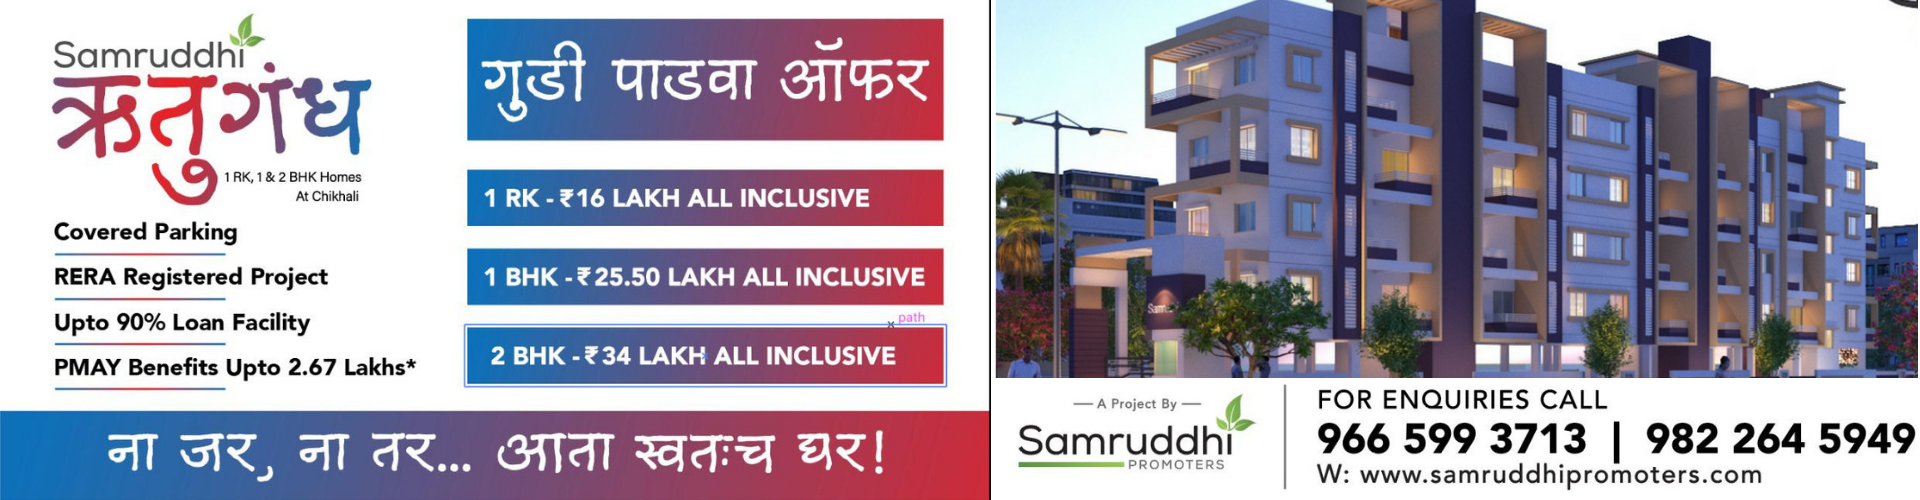 Samruddhi
ऋतुगंध
1 RK, 1 & 2 BHK Homes
At Chikhali
Covered Parking
RERA Registered Project
Upto 90% Loan Facility
PMAY Benefits Upto 2.67 Lakhs*
गुडी पाडवा ऑफर
1 RK - ₹16 LAKH ALL INCLUSIVE
1 BHK - ₹25.50 LAKH ALL INCLUSIVE
path
2 BHK - ₹34 LAKH ALL INCLUSIVE
ना जर, ना तर... आता स्वतःच घर!
A Project By
Samruddhi
PROMOTERS
FOR ENQUIRIES CALL
966 599 3713 | 982 264 5949
W: www.samruddhipromoters.com